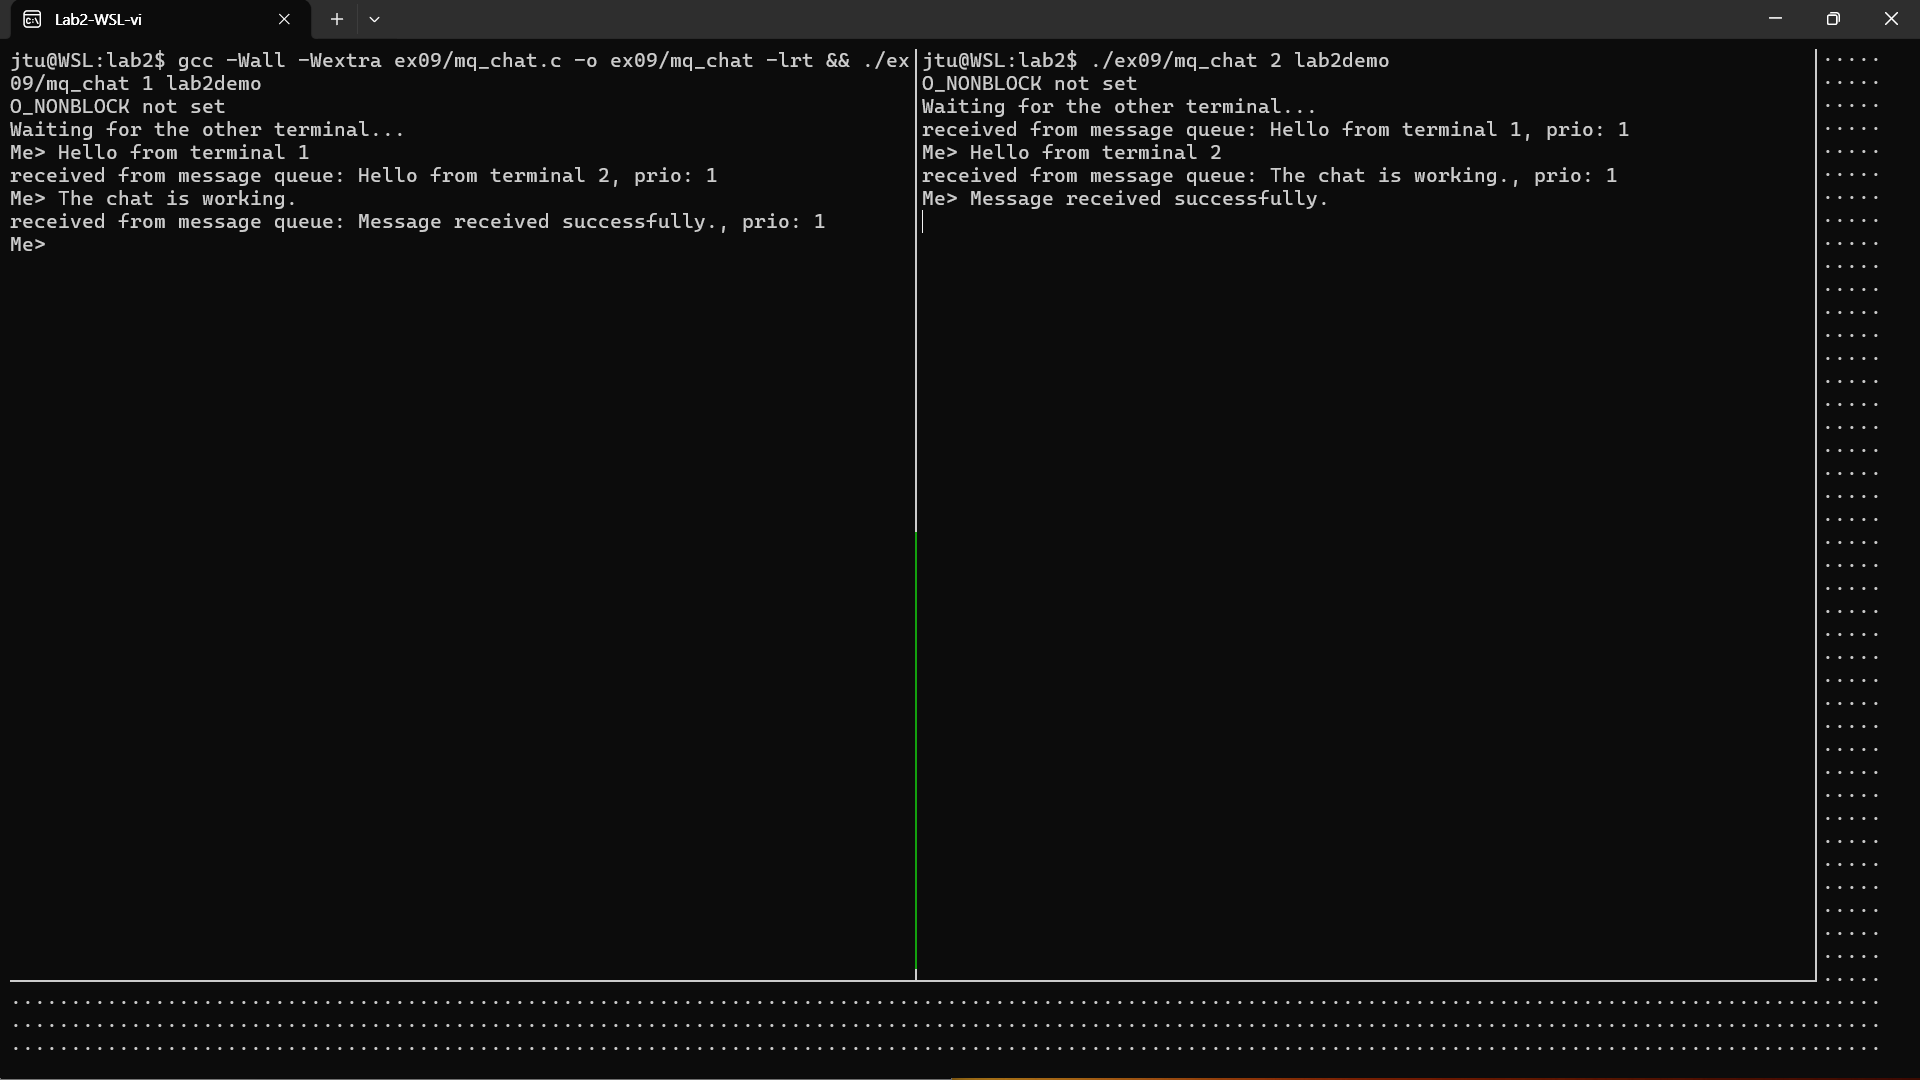 Lab2-WSL-vi
jtu@WSL:lab2$ gcc -Wall -Wextra ex09/mq_chat.c -o ex09/mq_chat -lrt && ./ex
09/mq_chat 1 lab2demo
O_NONBLOCK not set
Waiting for the other terminal...
Me> Hello from terminal 1
received from message queue: Hello from terminal 2, prio: 1
Me> The chat is working.
received from message queue: Message received successfully., prio: 1
Me>
jtu@WSL:lab2$ ./ex09/mq_chat 2 lab2demo
O_NONBLOCK not set
Waiting for the other terminal...
received from message queue: Hello from terminal 1, prio: 1
Me> Hello from terminal 2
received from message queue: The chat is working., prio: 1
Me> Message received successfully.